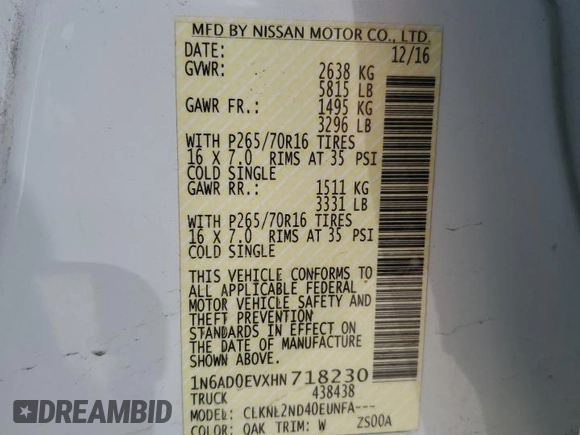 MFD BY NISSAN MOTOR CO., LTD.
DATE: 12/16
GVWR: 2638 KG
5815 LB
GAWR FR.: 1495 KG
3296 LB
WITH P265/70R16 TIRES
16 X 7.0 RIMS AT 35 PSI
COLD SINGLE
GAWR RR.: 1511 KG
3331 LB
WITH P265/70R16 TIRES
16 X 7.0 RIMS AT 35 PSI
COLD SINGLE
THIS VEHICLE CONFORMS TO
ALL APPLICABLE FEDERAL
MOTOR VEHICLE SAFETY AND
THEFT PREVENTION
STANDARDS IN EFFECT ON
THE DATE OF MANUFACTURE
SHOWN ABOVE.
1N6AD0EVXHN718230
TRUCK 438438
MODEL: CLKNL2ND40EUNFA---
COLOR: QAK TRIM: W ZS00A
DREAMBID